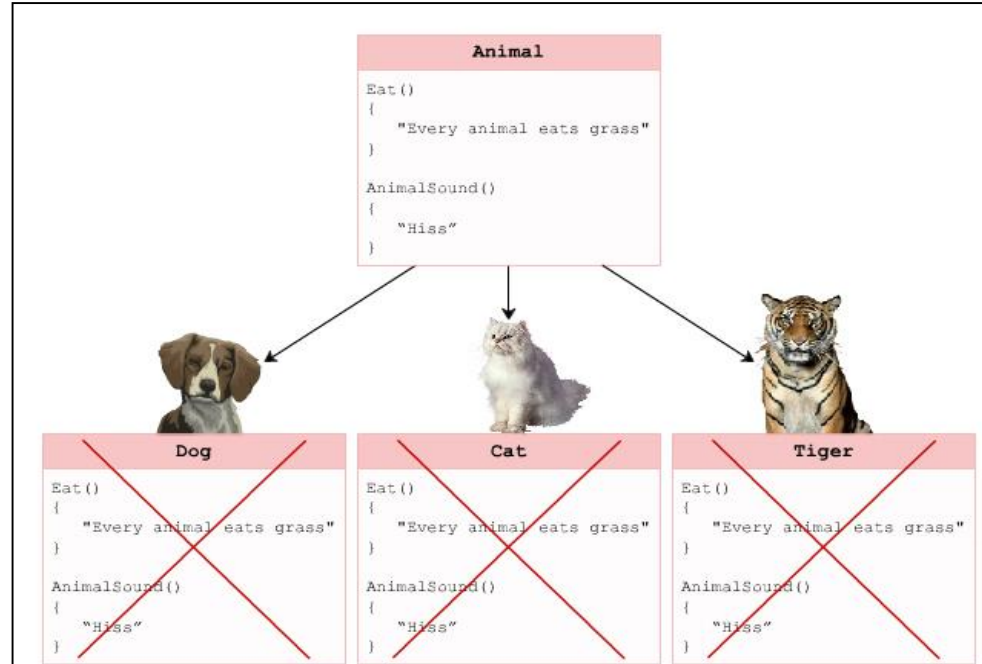 Animal
Eat()
{
"Every animal eats grass"
}
AnimalSound()
{
“Hiss”
}
Dog
Eat()
{
"Every animal eats grass"
}
AnimalSound()
{
“Hiss”
}
Cat
Eat()
{
"Every animal eats grass"
}
AnimalSound()
{
“Hiss”
}
Tiger
Eat()
{
"Every animal eats grass"
}
AnimalSound()
{
“Hiss”
}